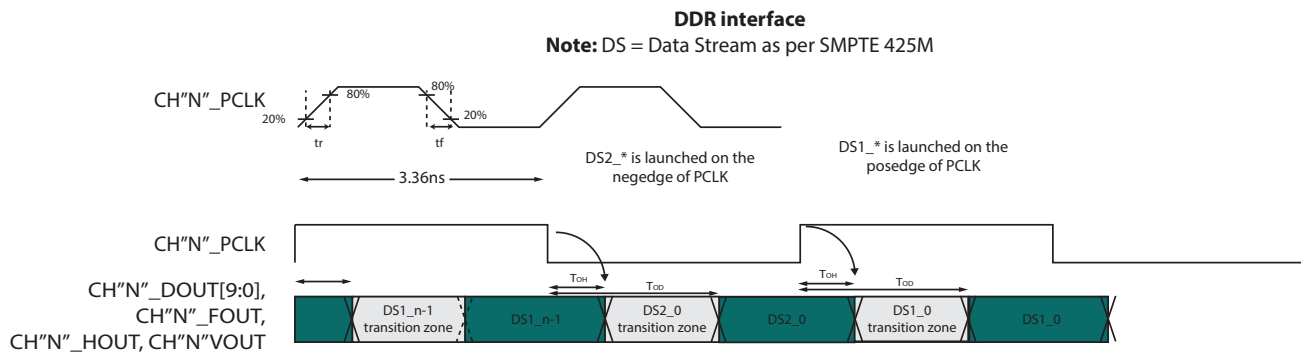 DDR interface
Note: DS = Data Stream as per SMPTE 425M
CH"N"_PCLK
20%
80%
80%
20%
tr
tf
3.36ns
DS2_* is launched on the
negedge of PCLK
DS1_* is launched on the
posedge of PCLK
CH"N"_PCLK
TOH
TOD
TOH
TOD
CH"N"_DOUT[9:0],
CH"N"_FOUT,
CH"N"_HOUT, CH"N"VOUT
DS1_n-1
transition zone
DS1_n-1
DS2_0
transition zone
DS2_0
DS1_0
transition zone
DS1_0